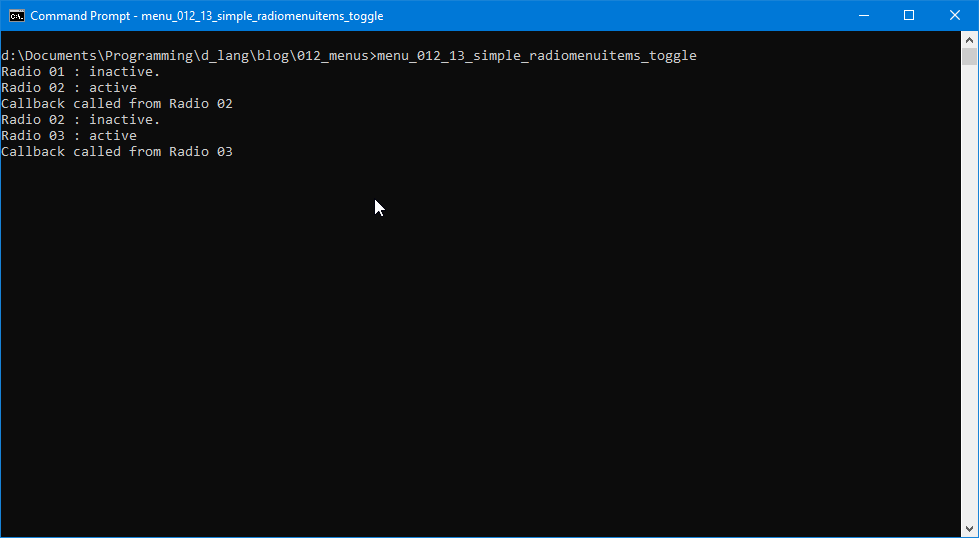 Command Prompt - menu_012_13_simple_radiomenuitems_toggle
d:\Documents\Programming\d_lang\blog\012_menus>menu_012_13_simple_radiomenuitems_toggle
Radio 01 : inactive.
Radio 02 : active
Callback called from Radio 02
Radio 02 : inactive.
Radio 03 : active
Callback called from Radio 03